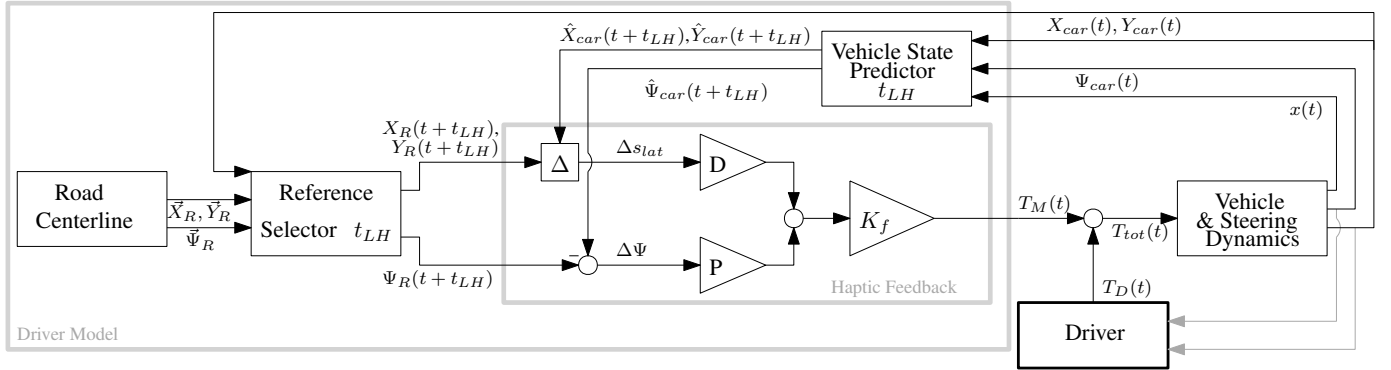 X_car(t), Y_car(t)
X̂_car(t + t_LH), Ŷ_car(t + t_LH)
Vehicle State
Predictor
t_LH
Ψ̂_car(t + t_LH)
Ψ_car(t)
x(t)
X_R(t + t_LH),
Y_R(t + t_LH)
Δ
Δs_lat
D
Road
Centerline
X⃗_R, Y⃗_R
Ψ⃗_R
Reference
Selector t_LH
K_f
T_M(t)
T_tot(t)
Vehicle
& Steering
Dynamics
Ψ_R(t + t_LH)
−
ΔΨ
P
Haptic Feedback
T_D(t)
Driver
Driver Model